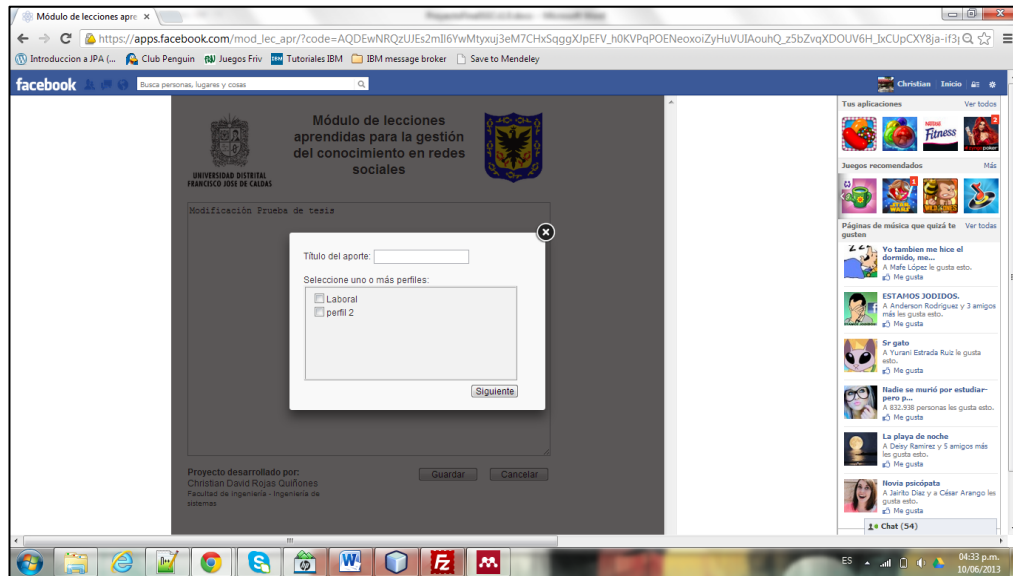 Módulo de lecciones apre
https://apps.facebook.com/mod_lec_apr/?code=
Introduccion a JPA (...
Club Penguin
Juegos Friv
Tutoriales IBM
IBM message broker
Save to Mendeley
facebook
Busca personas, lugares y cosas
Christian
Inicio
UNIVERSIDAD DISTRITAL
FRANCISCO JOSE DE CALDAS
Módulo de lecciones
aprendidas para la gestión
del conocimiento en redes
sociales
Modificación Prueba de tesis
Título del aporte:
Seleccione uno o más perfiles:
Laboral
perfil 2
Siguiente
Proyecto desarrollado por:
Christian David Rojas Quiñones
Facultad de Ingeniería - Ingeniería de
sistemas
Guardar
Cancelar
Tus aplicaciones
Ver todos
Fitness
2
Juegos recomendados
Más
1
Páginas de música que quizá te
gusten
Ver todas
Yo tambien me hice el
dormido, me...
A Mafe López le gusta esto.
Me gusta
ESTAMOS JODIDOS.
A Anderson Rodriguez y 3 amigos
más les gusta esto.
Me gusta
Sr gato
A Yurani Estrada Ruiz le gusta
esto.
Me gusta
Nadie se murió por estudiar-
pero p...
A 832.938 personas les gusta esto.
Me gusta
La playa de noche
A Deisy Ramirez y 5 amigos más
les gusta esto.
Me gusta
Novia psicópata
A Jairito Diaz y a César Arango les
gusta esto.
Me gusta
Chat (54)
ES
04:33 p.m.
10/06/2013